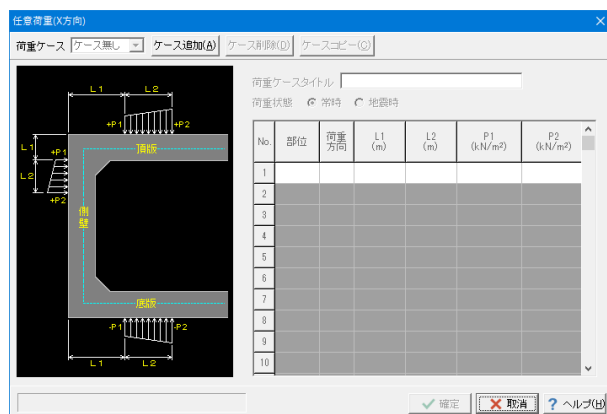 任意荷重(X方向)
荷重ケース ケース無し ケース追加(A) ケース削除(D) ケースコピー(C)
荷重ケースタイトル
荷重状態 常時 地震時
L1 L2
+P1 +P2
頂版
L1 +P1
L2
+P2
側壁
底版
-P1 -P2
L1 L2
No. 部位 荷重方向 L1(m) L2(m) P1(kN/m²) P2(kN/m²)
1
2
3
4
5
6
7
8
9
10
確定 取消 ? ヘルプ(H)